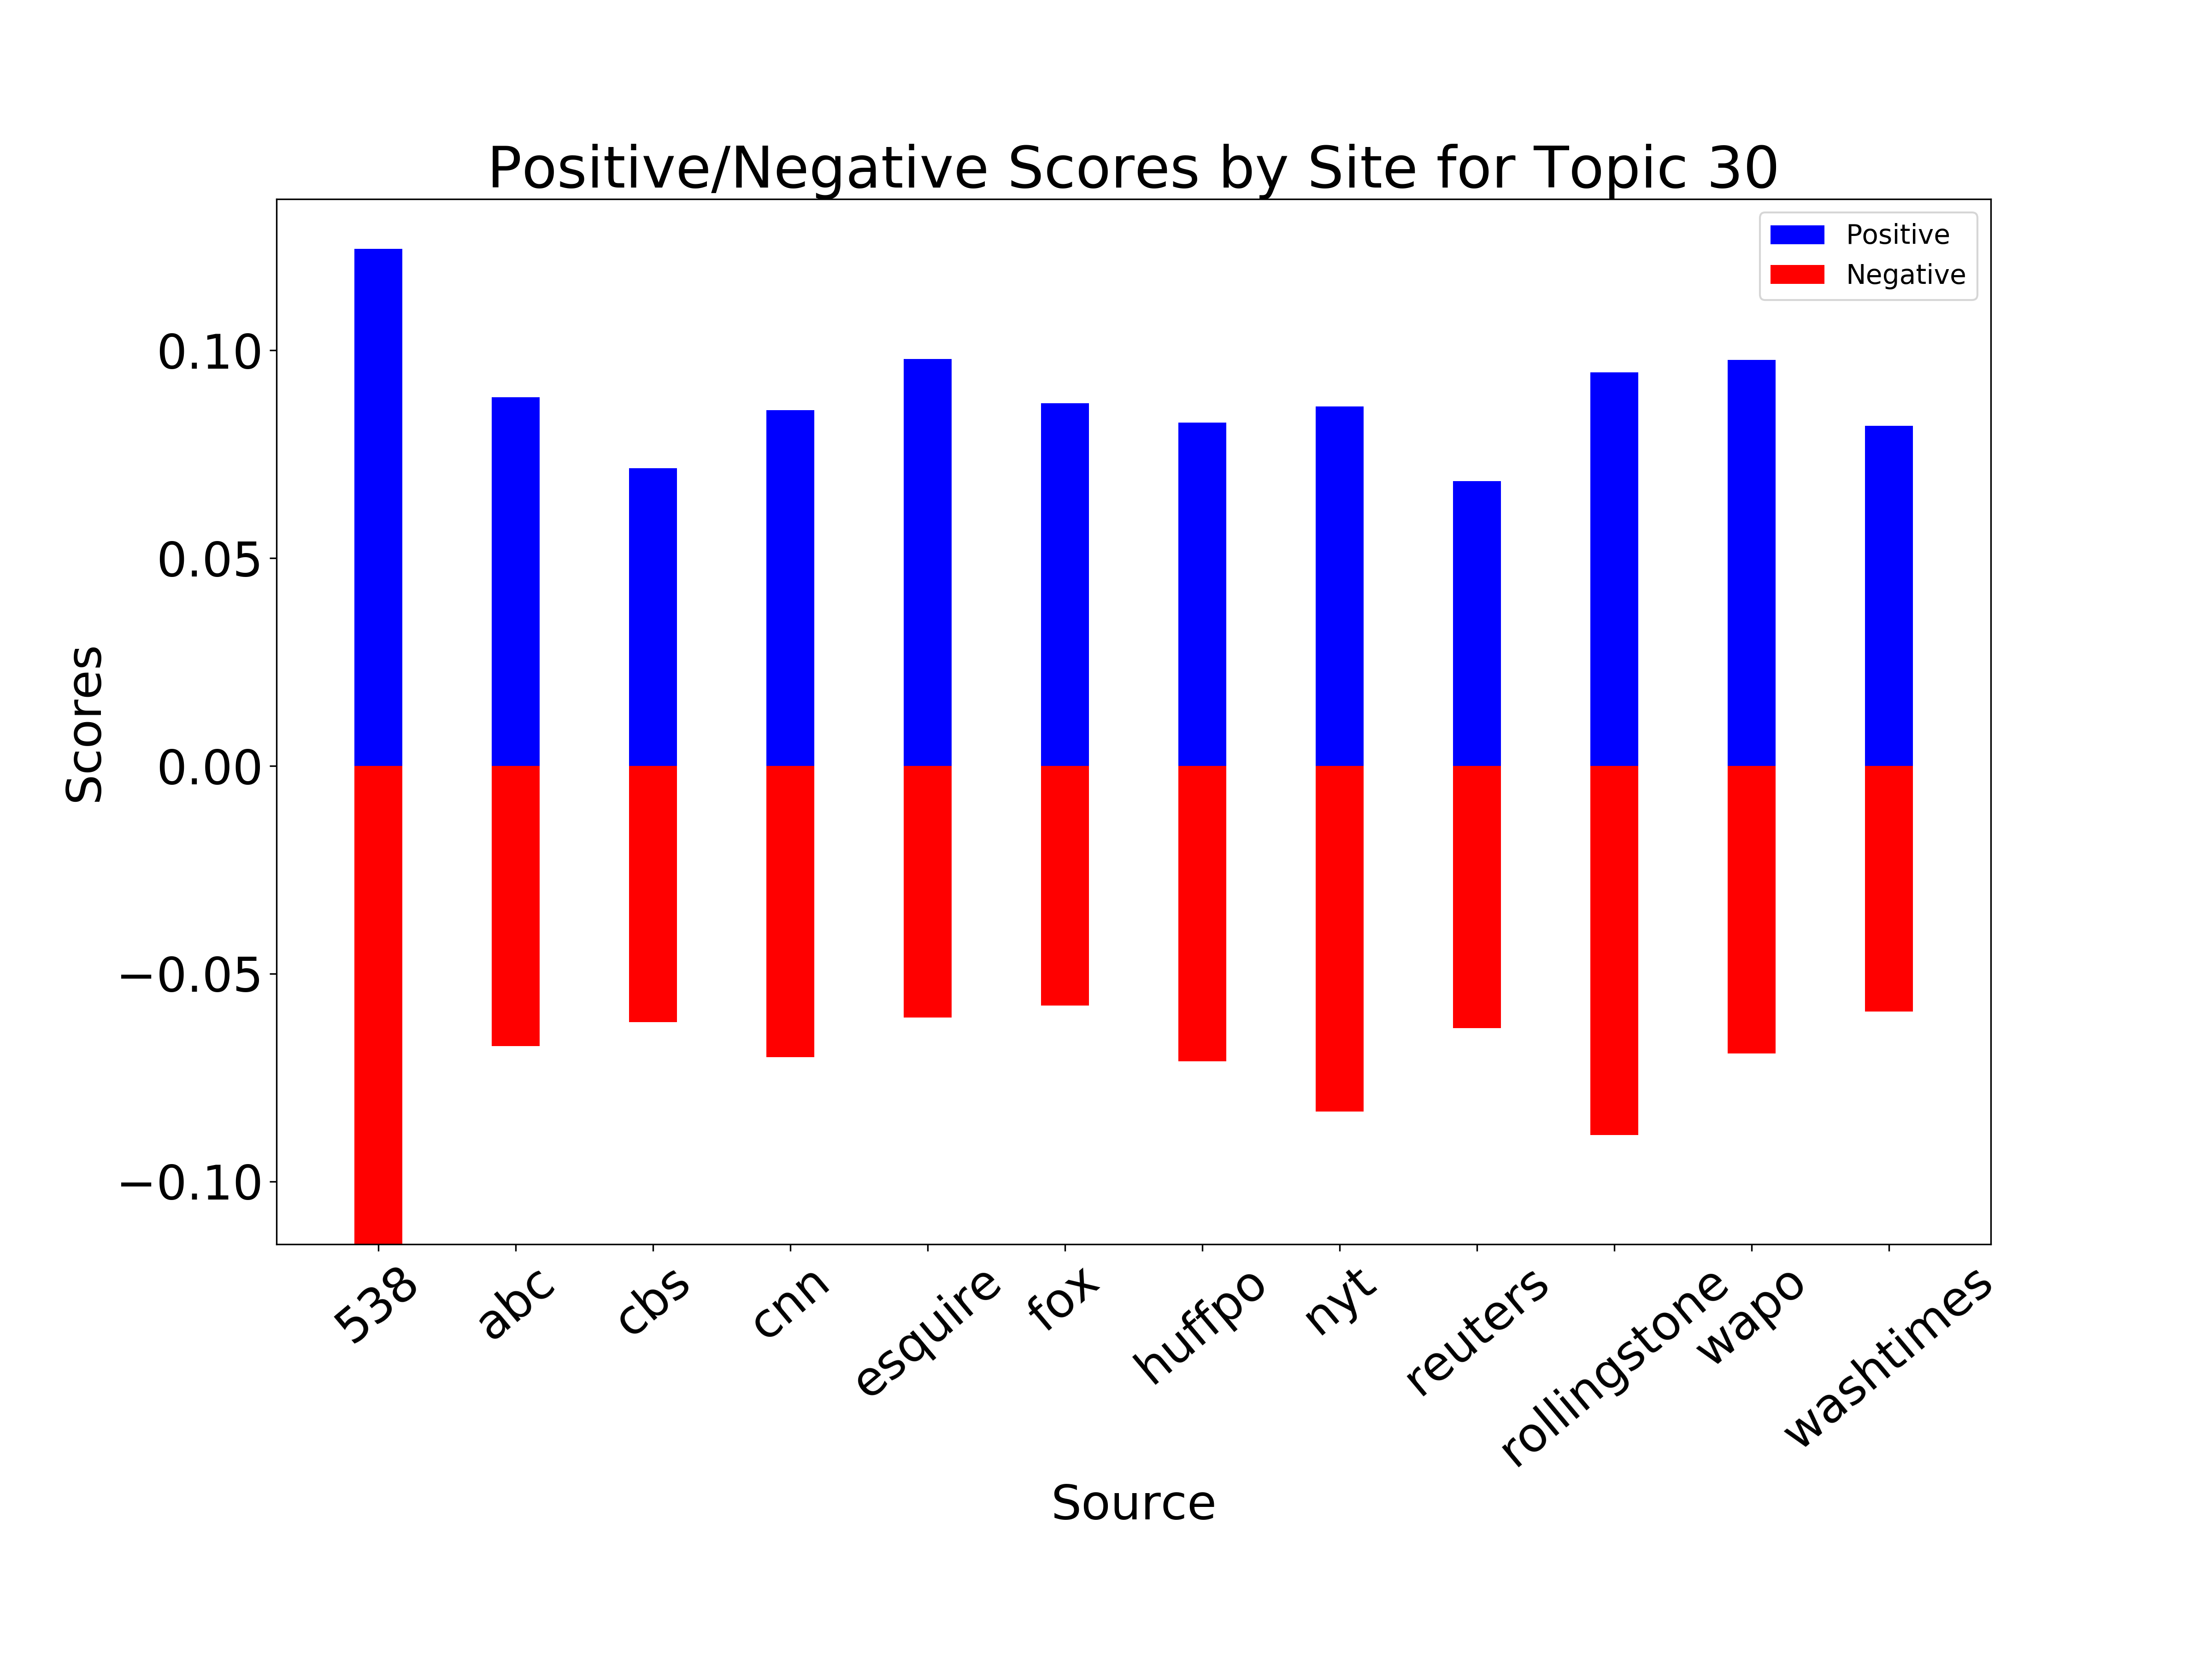 Positive/Negative Scores by Site for Topic 30
Positive
Negative
0.10
0.05
0.00
−0.05
−0.10
Scores
538
abc
cbs
cnn
esquire
fox
huffpo
nyt
reuters
rollingstone
wapo
washtimes
Source